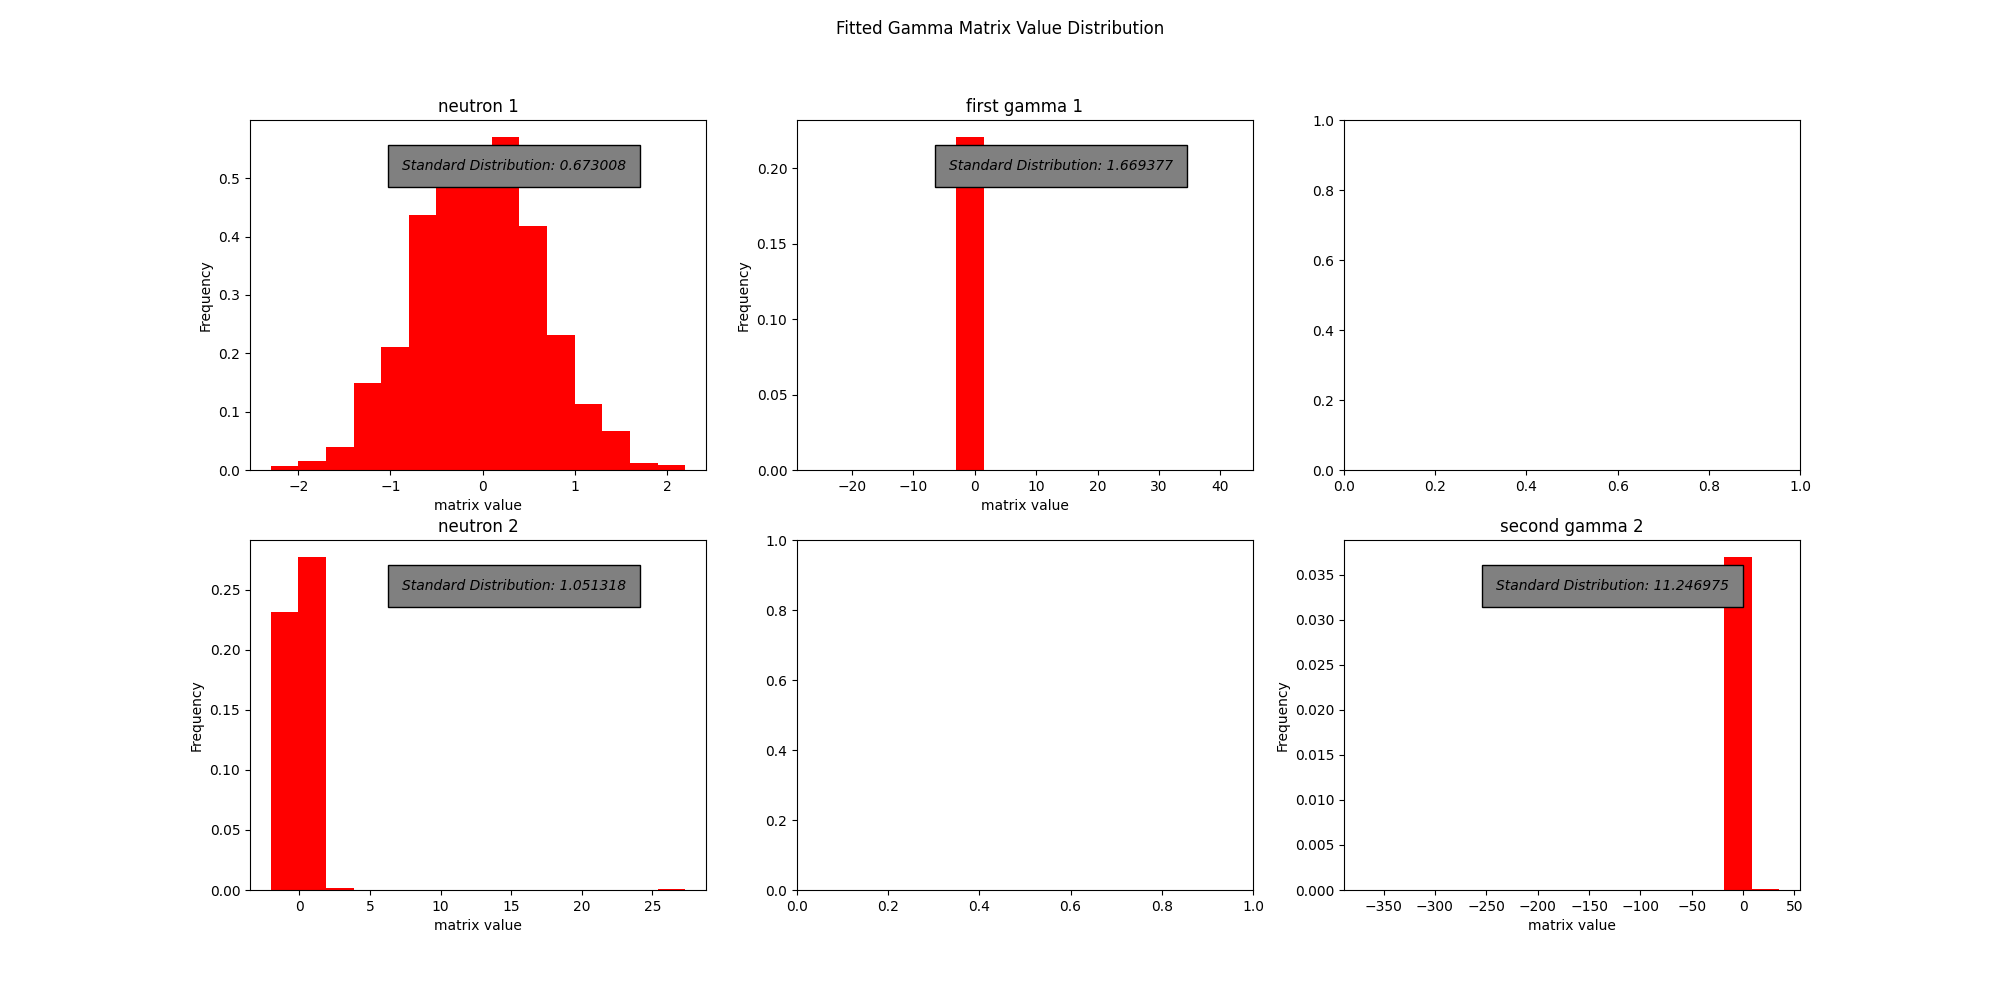 Fitted Gamma Matrix Value Distribution
neutron 1
Standard Distribution: 0.673008
Frequency
0.5
0.4
0.3
0.2
0.1
0.0
−2 −1 0 1 2
matrix value
first gamma 1
Standard Distribution: 1.669377
Frequency
0.20
0.15
0.10
0.05
0.00
−20 −10 0 10 20 30 40
matrix value
1.0
0.8
0.6
0.4
0.2
0.0
0.0 0.2 0.4 0.6 0.8 1.0
neutron 2
Standard Distribution: 1.051318
Frequency
0.25
0.20
0.15
0.10
0.05
0.00
0 5 10 15 20 25
matrix value
1.0
0.8
0.6
0.4
0.2
0.0
0.0 0.2 0.4 0.6 0.8 1.0
second gamma 2
Standard Distribution: 11.246975
Frequency
0.035
0.030
0.025
0.020
0.015
0.010
0.005
0.000
−350 −300 −250 −200 −150 −100 −50 0 50
matrix value